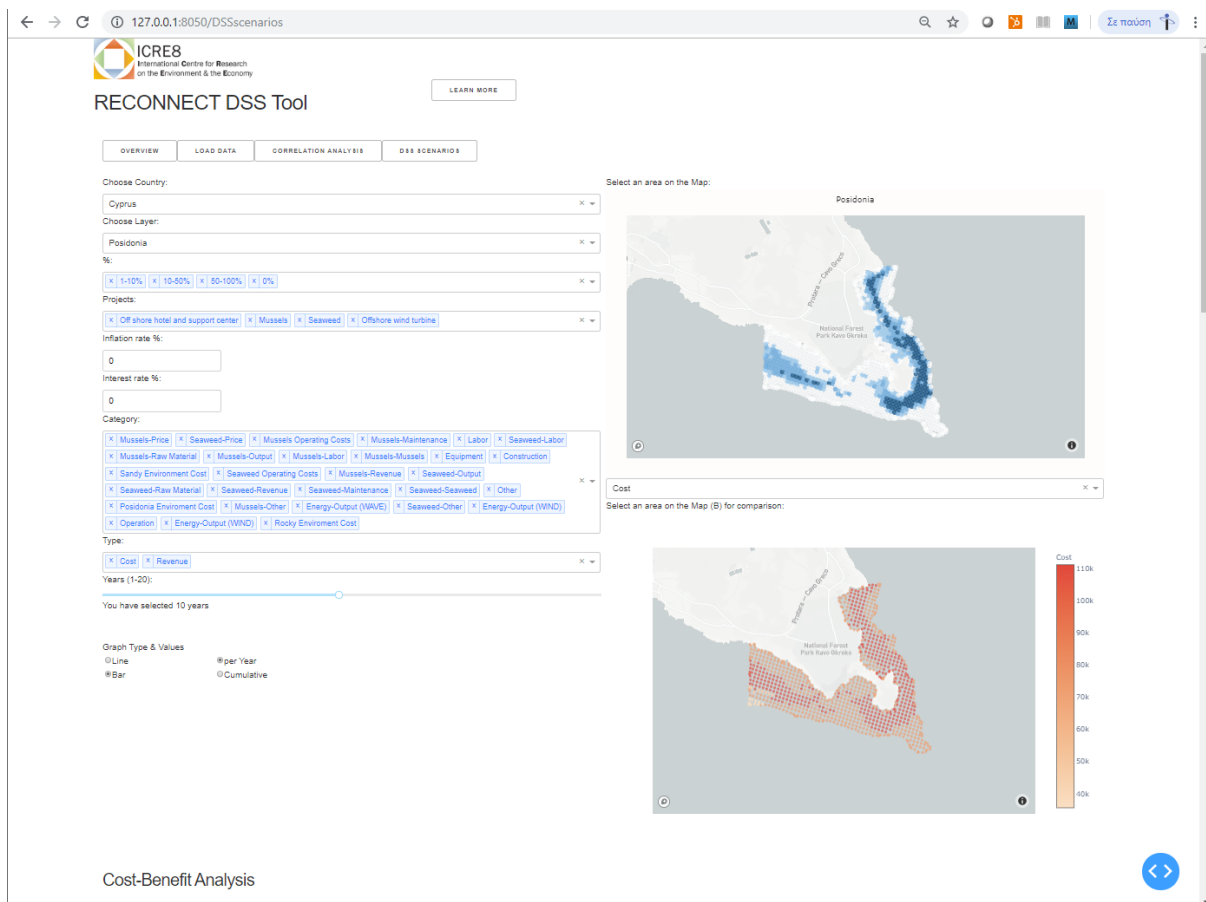 127.0.0.1:8050/DSSscenarios
Σε παύση
ICRE8
International Centre for Research
on the Environment & the Economy
LEARN MORE
RECONNECT DSS Tool
OVERVIEW
LOAD DATA
CORRELATION ANALYSIS
DSS SCENARIOS
Choose Country:
Cyprus
Choose Layer:
Posidonia
%:
× 1-10% × 10-50% × 50-100% × 0%
Projects:
× Off shore hotel and support center × Mussels × Seaweed × Offshore wind turbine
Inflation rate %:
0
Interest rate %:
0
Category:
× Mussels-Price × Seaweed-Price × Mussels Operating Costs × Mussels-Maintenance × Labor × Seaweed-Labor
× Mussels-Raw Material × Mussels-Output × Mussels-Labor × Mussels-Mussels × Equipment × Construction
× Sandy Environment Cost × Seaweed Operating Costs × Mussels-Revenue × Seaweed-Output
× Seaweed-Raw Material × Seaweed-Revenue × Seaweed-Maintenance × Seaweed-Seaweed × Other
× Posidonia Enviroment Cost × Mussels-Other × Energy-Output (WAVE) × Seaweed-Other × Energy-Output (WIND)
× Operation × Energy-Output (WIND) × Rocky Enviroment Cost
Type:
× Cost × Revenue
Years (1-20):
You have selected 10 years
Graph Type & Values
Line
per Year
Bar
Cumulative
Select an area on the Map:
Posidonia
Protaras – Cavo Greco
National Forest
Park Kavo Gkreko
Cost
Select an area on the Map (B) for comparison:
Protaras – Cavo Greco
National Forest
Park Kavo Gkreko
Cost
110k
100k
90k
80k
70k
60k
50k
40k
Cost-Benefit Analysis